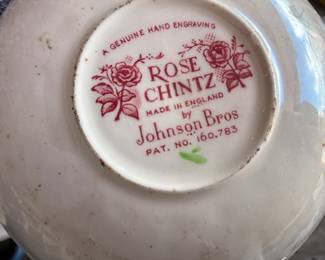 A GENUINE HAND ENGRAVING
ROSE
CHINTZ
MADE IN ENGLAND
by
Johnson Bros
PAT. NO. 160.783